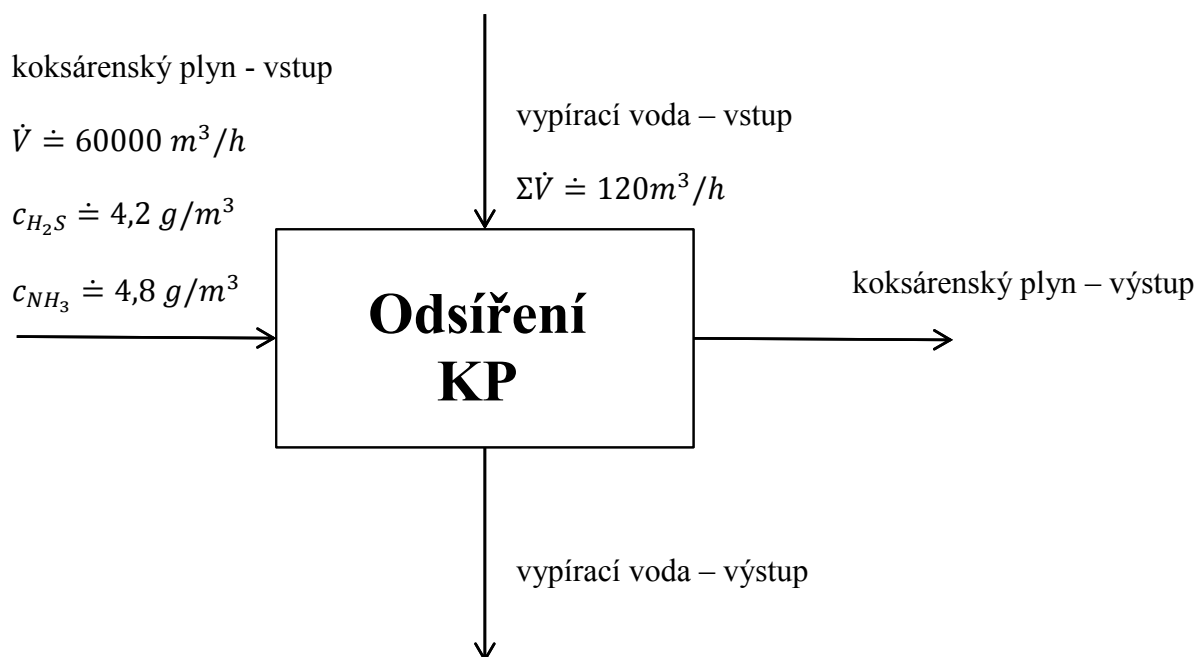 koksárenský plyn - vstup
V̇ ≐ 60000 m³/h
c_{H₂S} ≐ 4,2 g/m³
c_{NH₃} ≐ 4,8 g/m³
vypírací voda – vstup
ΣV̇ ≐ 120m³/h
Odsíření
KP
koksárenský plyn – výstup
vypírací voda – výstup